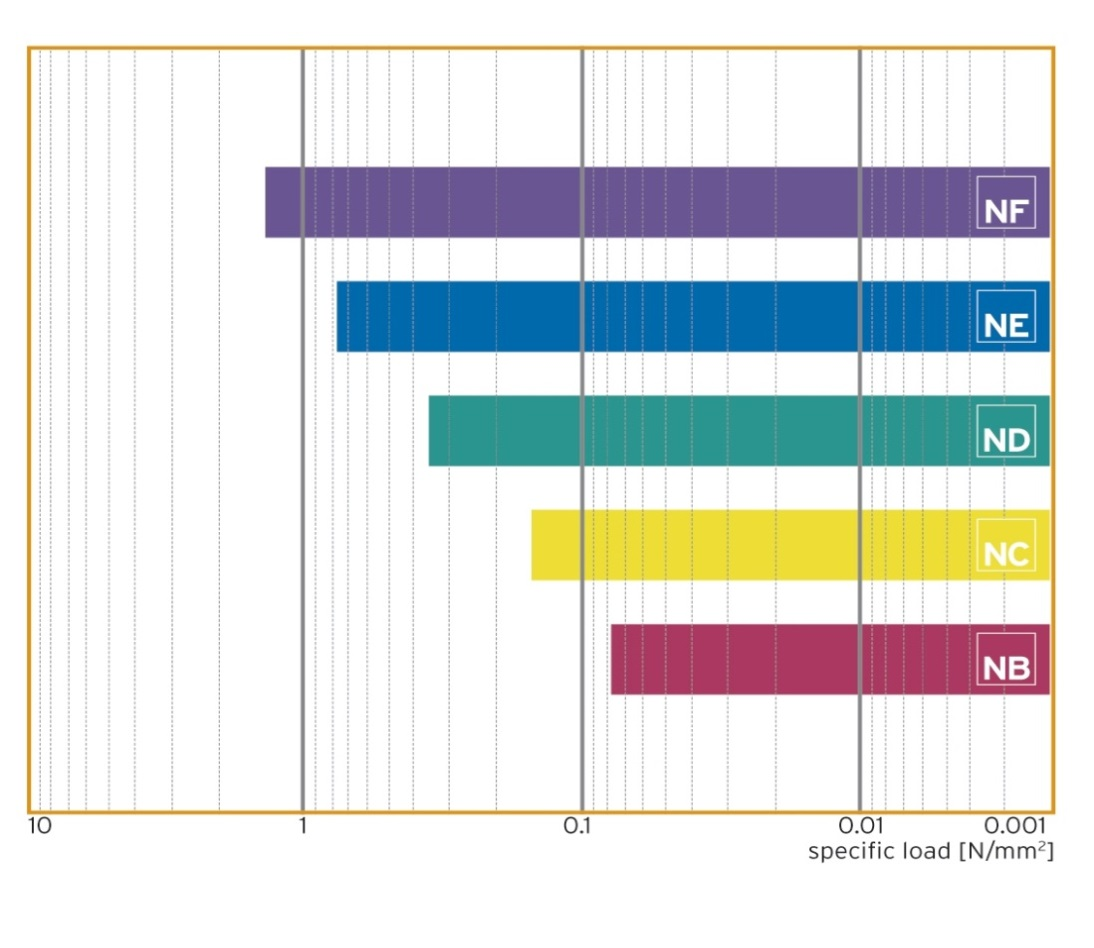 NF
NE
ND
NC
NB
10 1 0.1 0.01 0.001
specific load [N/mm²]